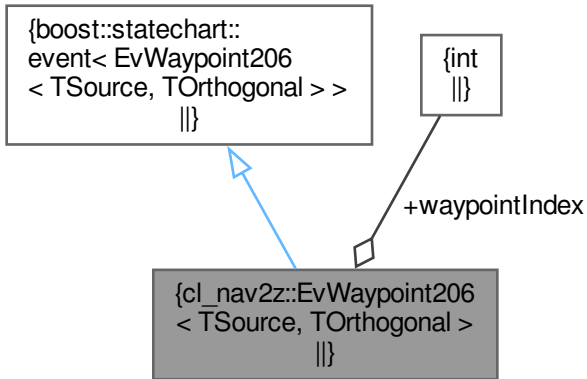 {boost::statechart::
event< EvWaypoint206
< TSource, TOrthogonal > >
||}
{int
||}
+waypointIndex
{cl_nav2z::EvWaypoint206
< TSource, TOrthogonal >
||}